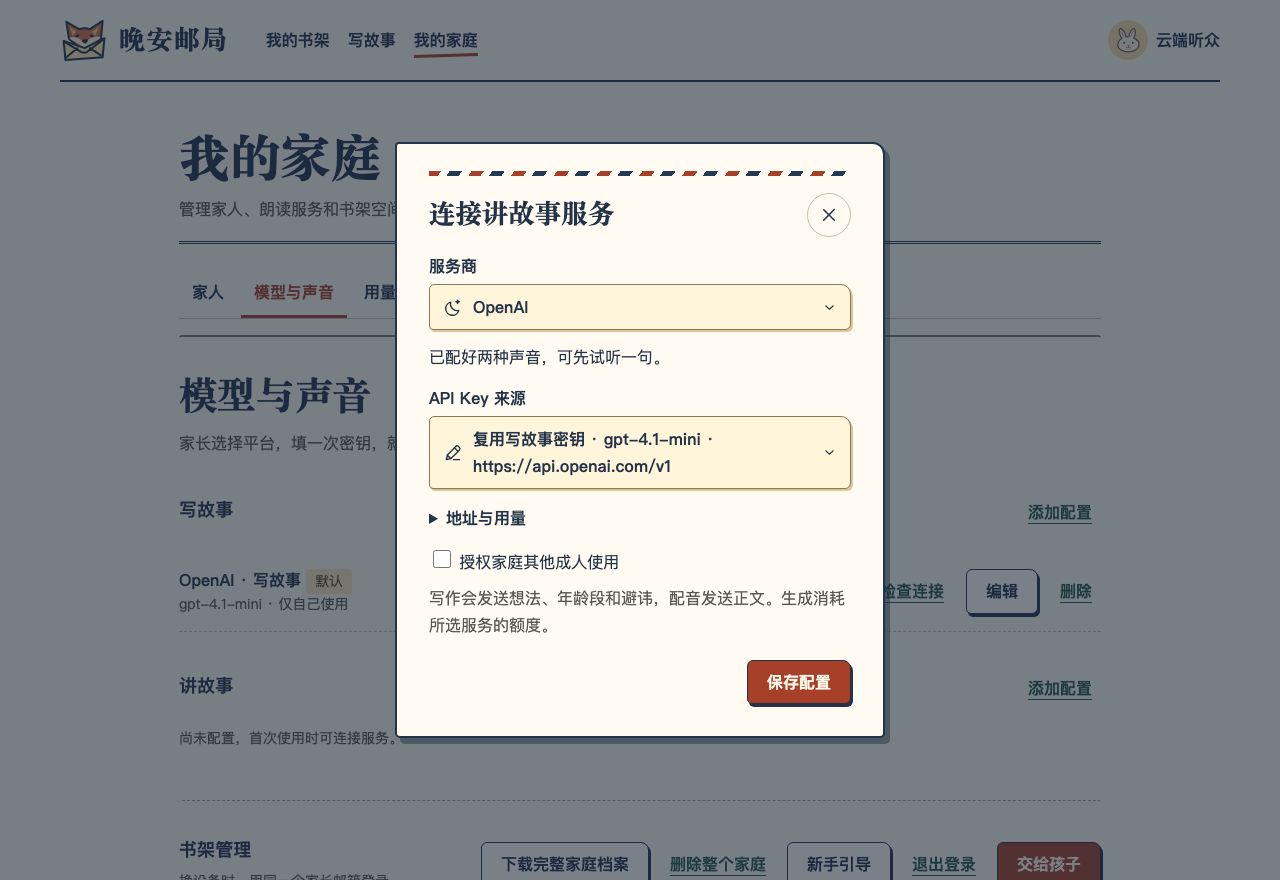 晚安邮局
我的书架
写故事
我的家庭
云端听众
我的家庭
管理家人、朗读服务和书架空间
家人
模型与声音
用量
模型与声音
家长选择平台，填一次密钥，
写故事
添加配置
OpenAI · 写故事
默认
gpt-4.1-mini · 仅自己使用
检查连接
编辑
删除
讲故事
添加配置
尚未配置，首次使用时可连接服务。
书架管理
下载完整家庭档案
删除整个家庭
新手引导
退出登录
交给孩子
连接讲故事服务
服务商
OpenAI
已配好两种声音，可先试听一句。
API Key 来源
复用写故事密钥 · gpt-4.1-mini ·
https://api.openai.com/v1
地址与用量
授权家庭其他成人使用
写作会发送想法、年龄段和避讳，配音发送正文。生成消耗
所选服务的额度。
保存配置